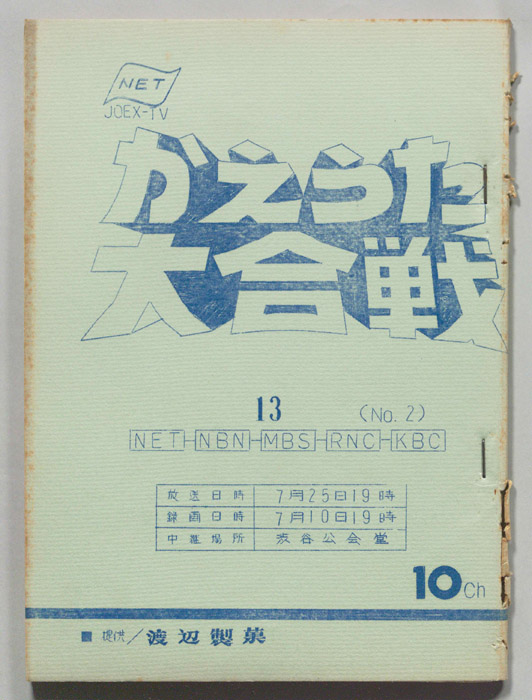 NET
JOEX-TV
かえうた
大合戦
13 (No.2)
NET-NBN-MBS-RNC-KBC
放送日時 7月25日19時
録画日時 7月10日19時
中継場所 渋谷公会堂
10Ch
■ 提供/渡辺製菓